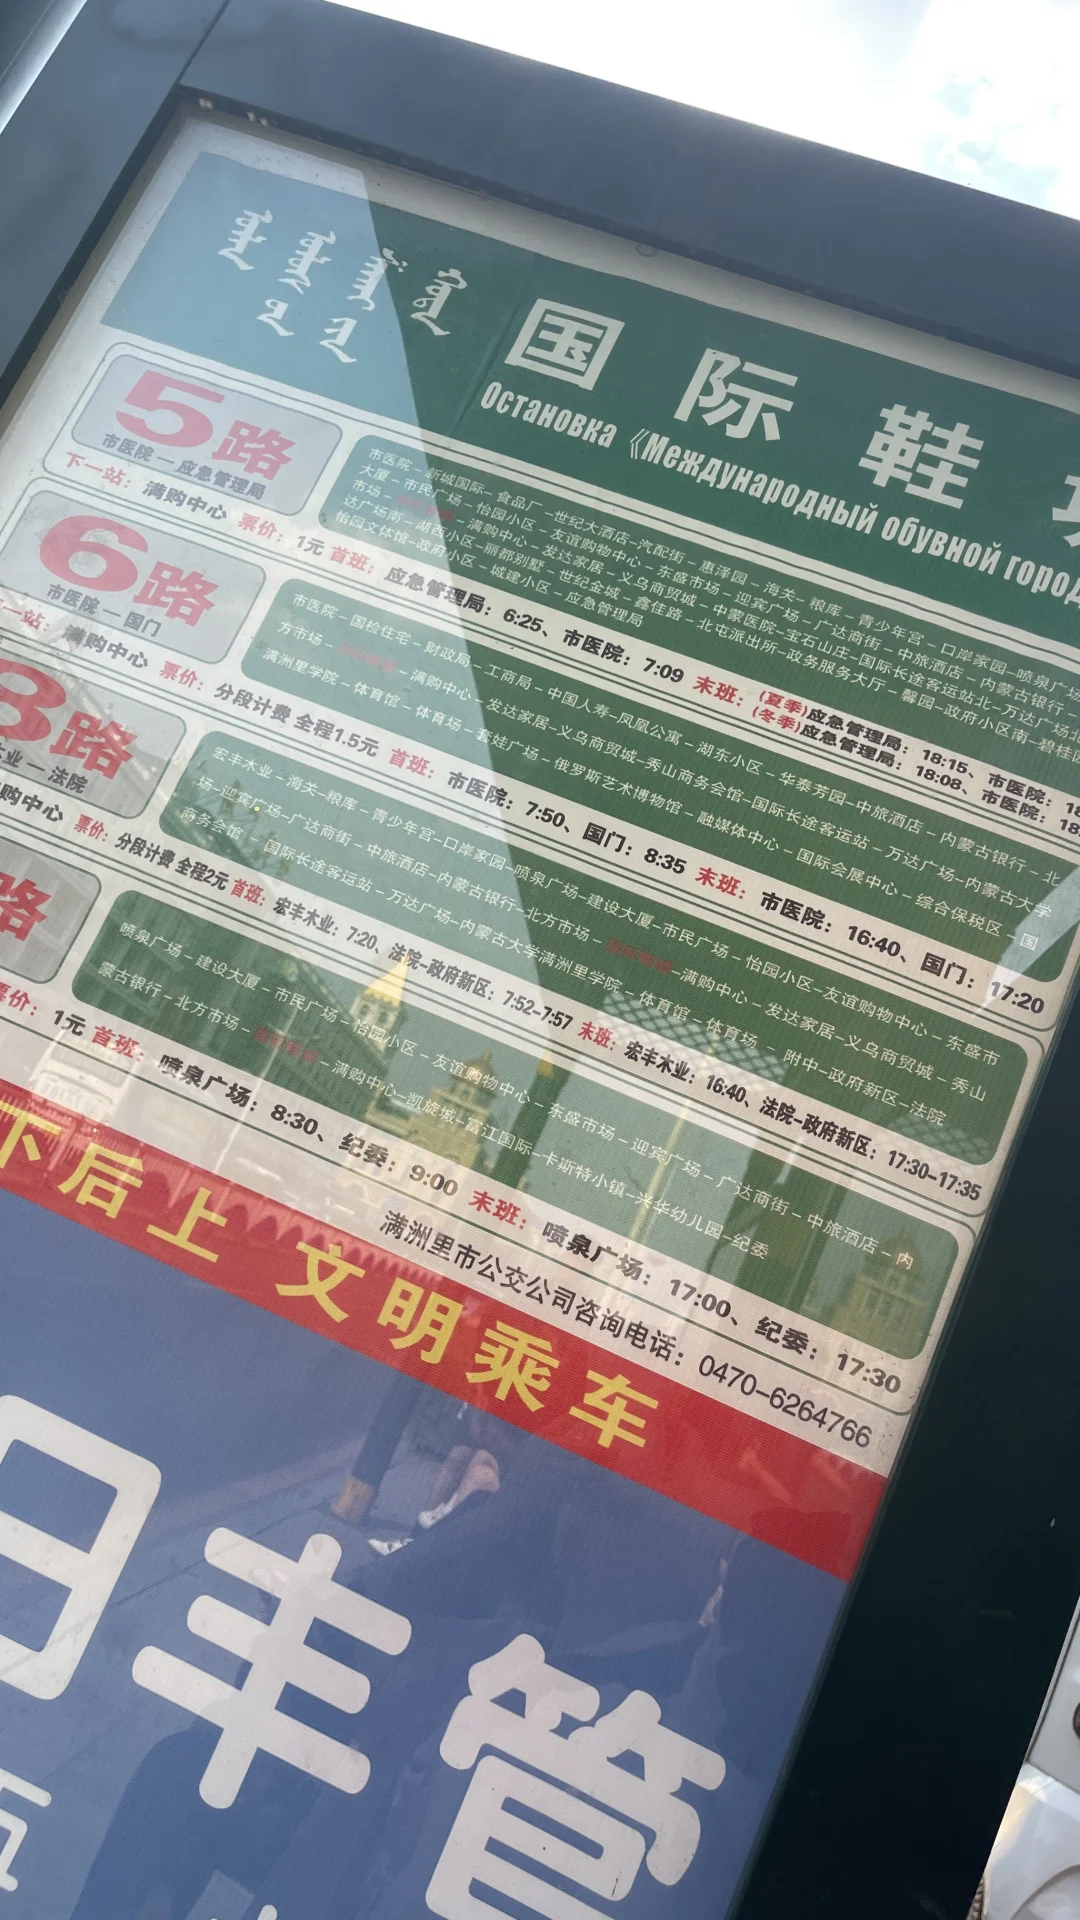 国 际 鞋
Остановка 《Международный обувной город
5路
市医院 — 应急管理局
下一站: 满购中心 票价: 1元 首班: 应急管理局: 6:25、市医院: 7:09 末班: (夏季)应急管理局: 18:15、市医院: 18
(冬季)应急管理局: 18:08、市医院: 18
市医院 – 新城国际– 食品厂 –世纪大酒店–汽配街 – 惠泽园 – 海关– 粮库– 青少年宫 – 口岸家园–喷泉广场
大厦 – 市民广场 – 怡园小区 – 友谊购物中心 – 东盛市场 – 迎宾广场 – 广达商街 – 中旅酒店 – 内蒙古银行–
市场 – – 满购中心 – 发达家居 – 义乌商贸城 – 中蒙医院–宝石山庄–国际长途客运站北–万达广场北
达广场南 – 湖西小区–丽都别墅 –世纪金城 – 鑫佳路 – 北屯派出所–政务服务大厅 – 馨园–政府小区南–碧桂园
怡园文体馆–政府小区 – 城建小区 – 应急管理局
6路
市医院 — 国门
一站: 满购中心 票价: 分段计费 全程1.5元 首班: 市医院: 7:50、国门: 8:35 末班: 市医院: 16:40、国门: 17:20
市医院 – 国检住宅 – 财政局 – 工商局 – 中国人寿–凤凰公寓 – 湖东小区 – 华泰芳园–中旅酒店 – 内蒙古银行 – 北
方市场 – – 满购中心 – 发达家居–义乌商贸城–秀山商务会馆–国际长途客运站 – 万达广场–内蒙古大学
满洲里学院 – 体育馆 – 体育场 – 套娃广场 – 俄罗斯艺术博物馆 – 融媒体中心 – 国际会展中心 – 综合保税区 – 国
8路
木业 — 法院
购中心 票价: 分段计费 全程2元 首班: 宏丰木业: 7:20、法院–政府新区: 7:52–7:57 末班: 宏丰木业: 16:40、法院–政府新区: 17:30–17:35
宏丰木业 – 海关–粮库 – 青少年宫–口岸家园–喷泉广场–建设大厦–市民广场 – 怡园小区–友谊购物中心 – 东盛市
场–迎宾广场–广达商街 – 中旅酒店–内蒙古银行–北方市场 – –满购中心 – 发达家居–义乌商贸城 – 秀山
商务会馆 – 国际长途客运站 – 万达广场–内蒙古大学满洲里学院 – 体育馆 – 体育场 – 附中–政府新区–法院
路
票价: 1元 首班: 喷泉广场: 8:30、纪委: 9:00 末班: 喷泉广场: 17:00、纪委: 17:30
喷泉广场 – 建设大厦 – 市民广场 – 怡园小区 – 友谊购物中心 – 东盛市场 – 迎宾广场 – 广达商街 – 中旅酒店 – 内
蒙古银行 – 北方市场 – – 满购中心–凯旋城–富江国际–卡斯特小镇–兴华幼儿园–纪委
满洲里市公交公司咨询电话: 0470–6264766
下后上 文明乘车
丰管